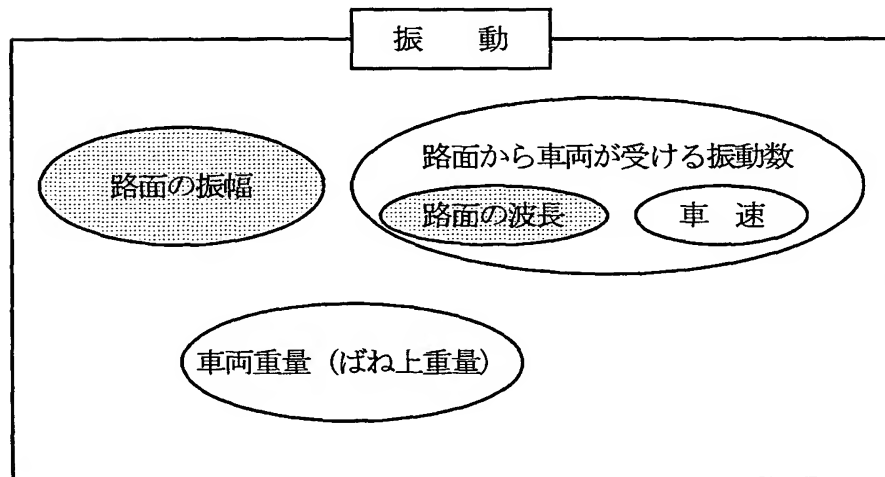 振 動
路面の振幅
路面から車両が受ける振動数
路面の波長
車 速
車両重量 (ばね上重量)